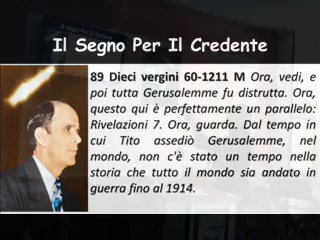 Il Segno Per Il Credente
89 Dieci vergini 60-1211 M Ora, vedi, e
poi tutta Gerusalemme fu distrutta. Ora,
questo qui è perfettamente un parallelo:
Rivelazioni 7. Ora, guarda. Dal tempo in
cui Tito assediò Gerusalemme, nel
mondo, non c'è stato un tempo nella
storia che tutto il mondo sia andato in
guerra fino al 1914.